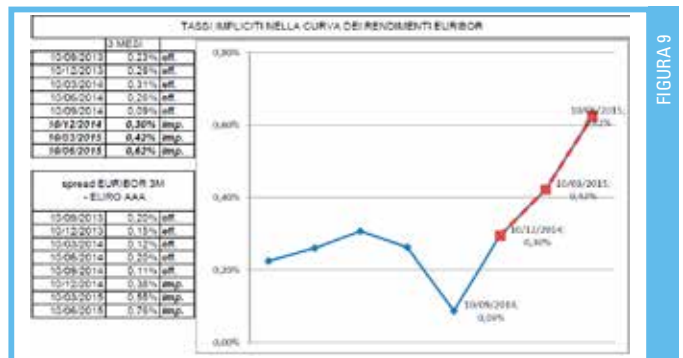 TASSI IMPLICITI NELLA CURVA DEI RENDIMENTI EURIBOR
3 MESI
10/09/2013 0,23% eff.
10/12/2013 0,26% eff.
10/03/2014 0,31% eff.
10/06/2014 0,26% eff.
10/09/2014 0,09% eff.
10/12/2014 0,30% imp.
10/03/2015 0,42% imp.
10/06/2015 0,62% imp.
spread EURIBOR 3M
- EURO AAA
10/09/2013 0,20% eff.
10/12/2013 0,15% eff.
10/03/2014 0,12% eff.
10/06/2014 0,20% eff.
10/09/2014 0,11% eff.
10/12/2014 0,38% imp.
10/03/2015 0,55% imp.
10/06/2015 0,76% imp.
0,80%
0,60%
0,40%
0,20%
0,00%
10/06/2015;
0,62%
10/03/2015;
0,42%
10/12/2014;
0,30%
10/09/2014;
0,09%
FIGURA 9